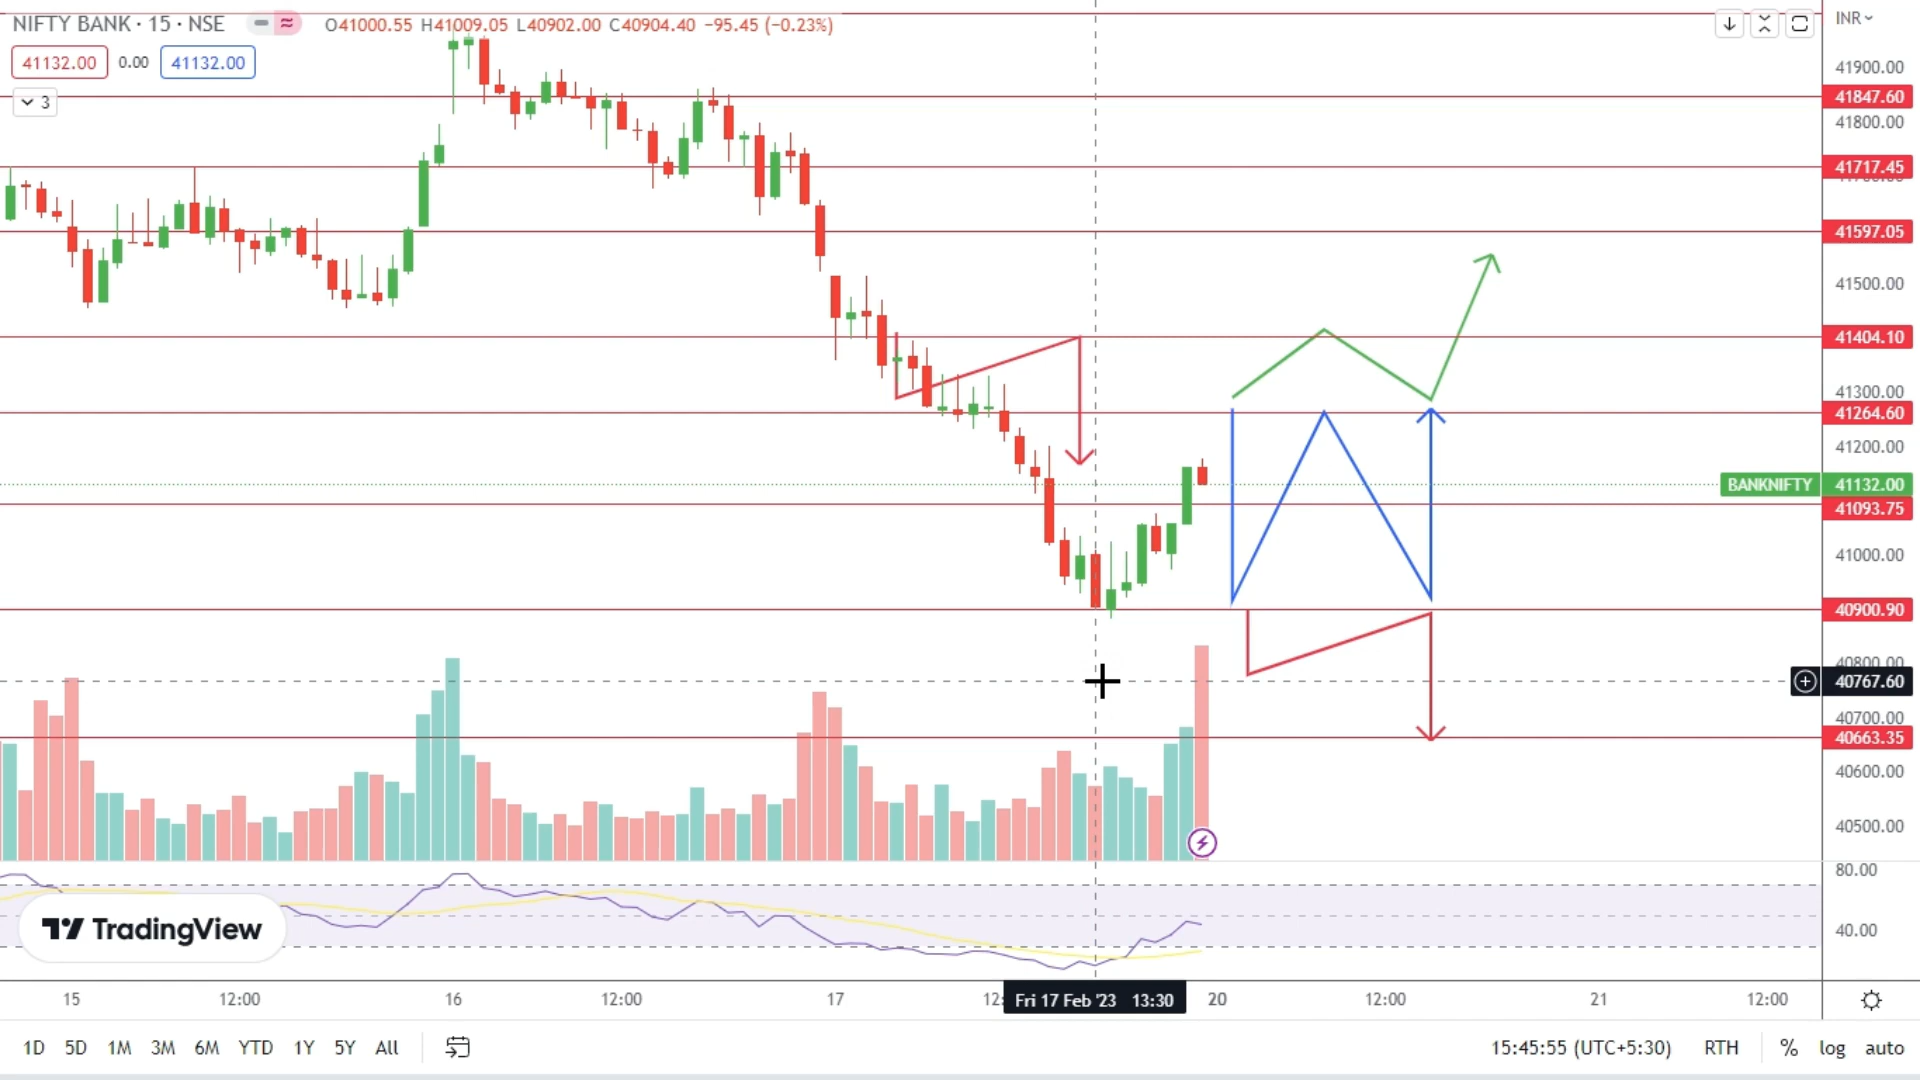 NIFTY BANK · 15 · NSE
O41000.55 H41009.05 L40902.00 C40904.40 −95.45 (−0.23%)
INR
41132.00 0.00 41132.00
3
41900.00
41847.60
41800.00
41717.45
41597.05
41500.00
41404.10
41300.00
41264.60
41200.00
BANKNIFTY 41132.00
41093.75
41000.00
40900.90
40800.00
40767.60
40700.00
40663.35
40600.00
40500.00
80.00
40.00
TradingView
15 12:00 16 12:00 17 Fri 17 Feb '23 13:30 20 12:00 21 12:00
1D 5D 1M 3M 6M YTD 1Y 5Y All
15:45:55 (UTC+5:30) RTH % log auto